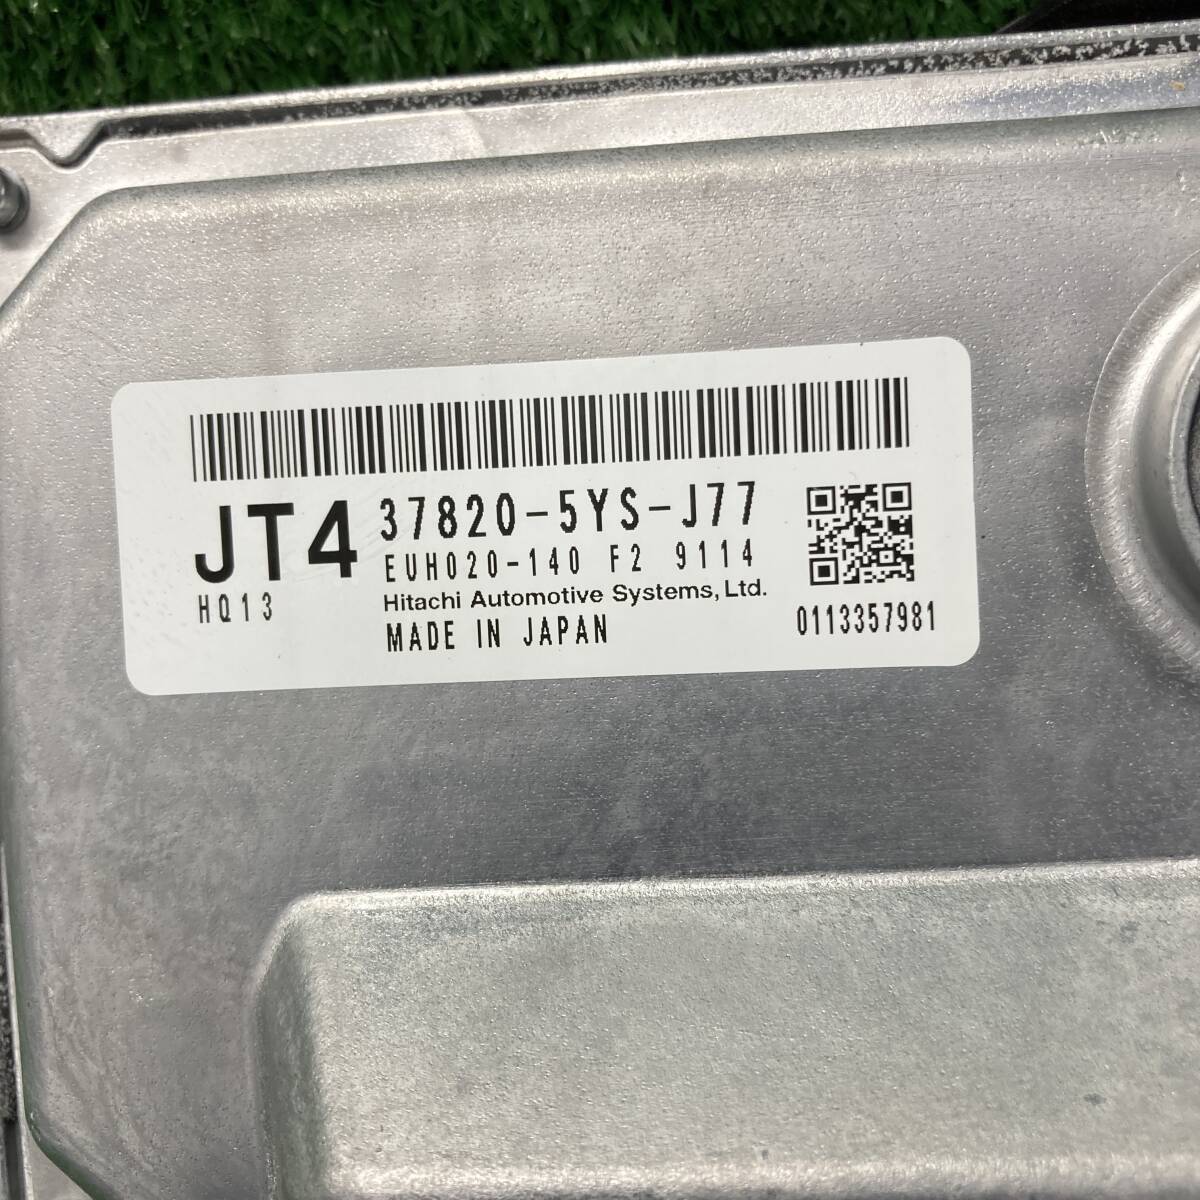 JT4 37820-5YS-J77
EUH020-140 F2 9114
HQ13
Hitachi Automotive Systems, Ltd.
MADE IN JAPAN
0113357981